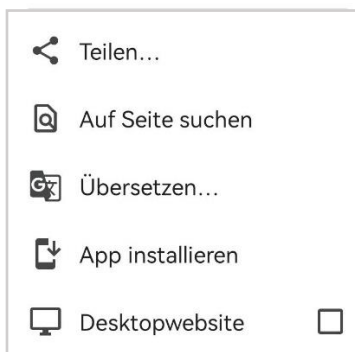 Teilen…
Auf Seite suchen
Übersetzen…
App installieren
Desktopwebsite